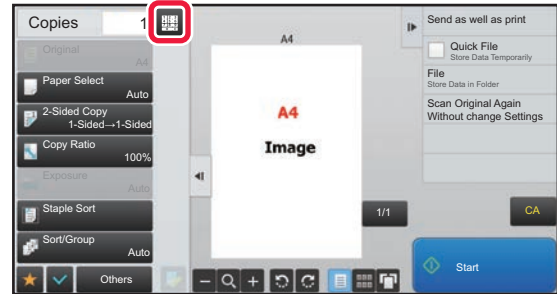 Copies 1
Original
A4
Paper Select
Auto
2-Sided Copy
1-Sided→1-Sided
Copy Ratio
100%
Exposure
Auto
Staple Sort
Sort/Group
Auto
Others
A4
A4
Image
1/1
Send as well as print
Quick File
Store Data Temporarily
File
Store Data in Folder
Scan Original Again
Without change Settings
CA
Start